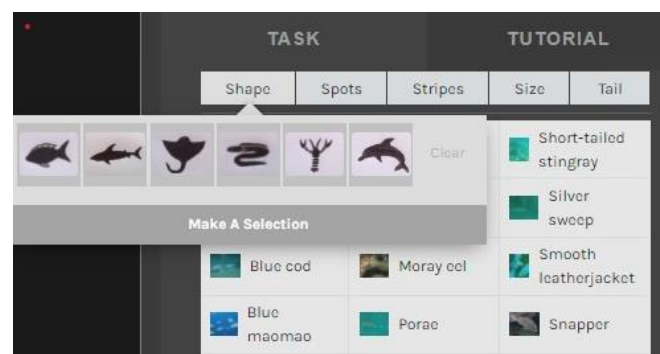 TASK TUTORIAL
Shape Spots Stripes Size Tail
Clear
Make A Selection
Short-tailed
stingray
Silver
sweep
Blue cod Moray eel Smooth
leatherjacket
Blue
maomao Porae Snapper